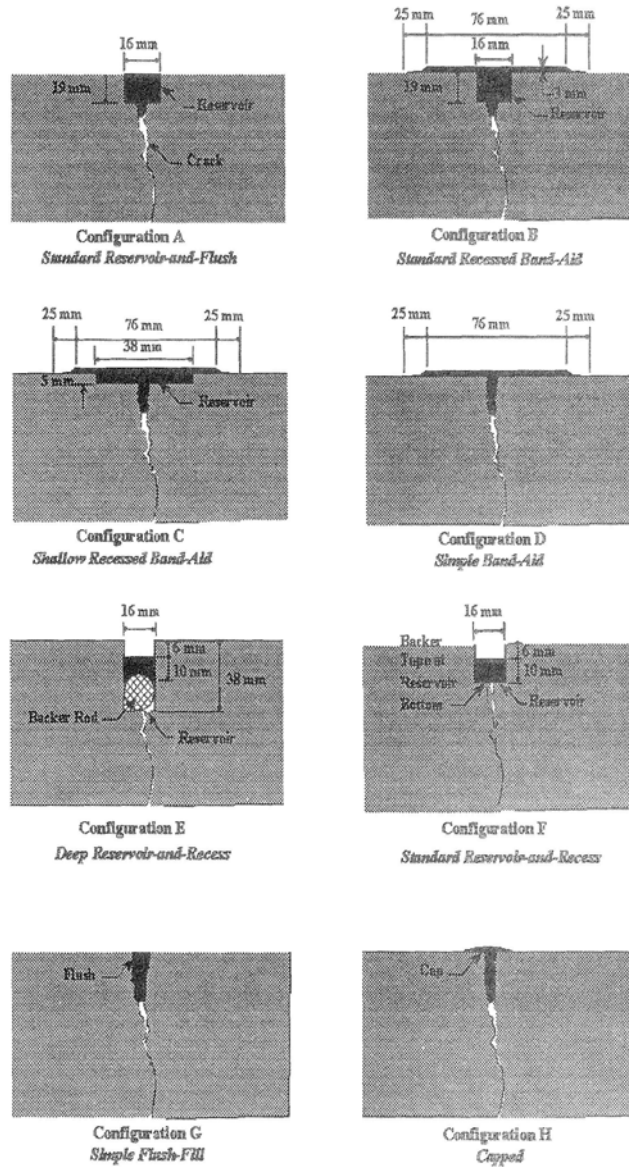 16 mm
19 mm
Reservoir
Crack
Configuration A
Standard Reservoir-and-Flush
25 mm
76 mm
25 mm
16 mm
19 mm
mm
Reservoir
Configuration B
Standard Recessed Band-Aid
25 mm
76 mm
25 mm
38 mm
5 mm
Reservoir
Configuration C
Shallow Recessed Band-Aid
25 mm
76 mm
25 mm
Configuration D
Simple Band-Aid
16 mm
6 mm
10 mm
38 mm
Backer Rod
Reservoir
Configuration E
Deep Reservoir-and-Recess
16 mm
Backer
Tape at
Reservoir
Bottom
6 mm
10 mm
Reservoir
Configuration F
Standard Reservoir-and-Recess
Flush
Configuration G
Simple Flush-Fill
Cap
Configuration H
Capped